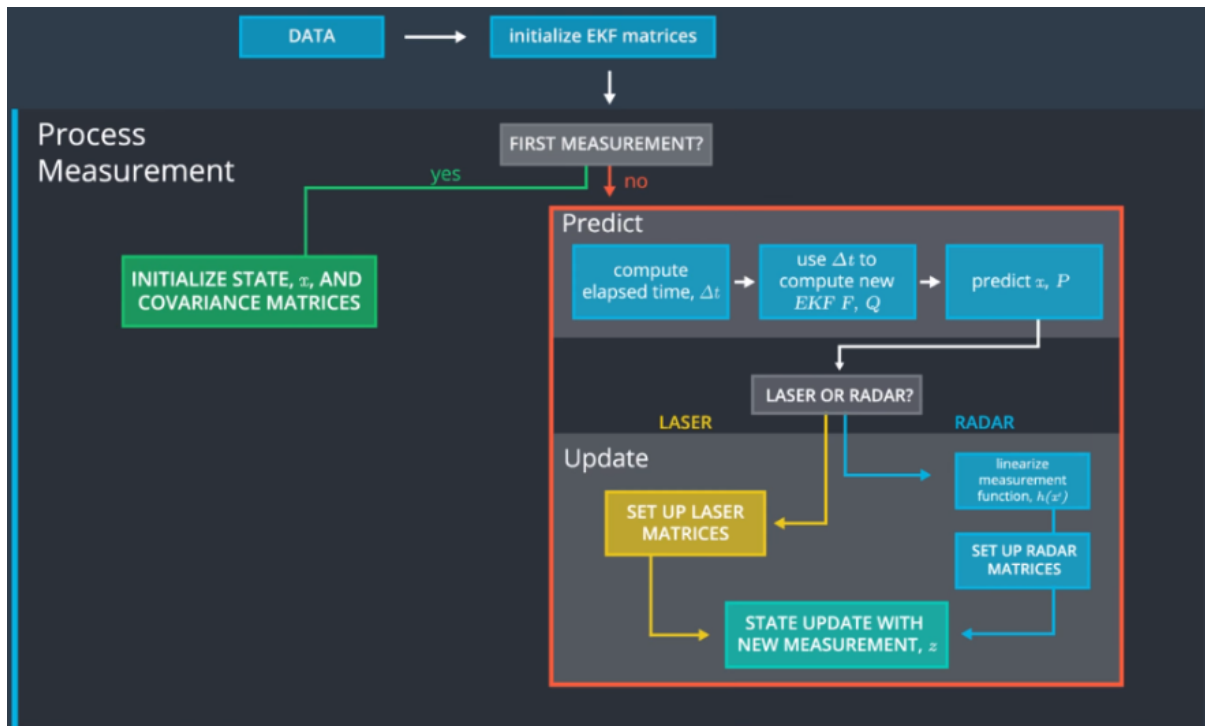 DATA
initialize EKF matrices
Process
Measurement
FIRST MEASUREMENT?
yes
no
INITIALIZE STATE, x, AND
COVARIANCE MATRICES
Predict
compute
elapsed time, Δt
use Δt to
compute new
EKF F, Q
predict x, P
LASER OR RADAR?
LASER
RADAR
Update
linearize
measurement
function, h(x')
SET UP LASER
MATRICES
SET UP RADAR
MATRICES
STATE UPDATE WITH
NEW MEASUREMENT, z